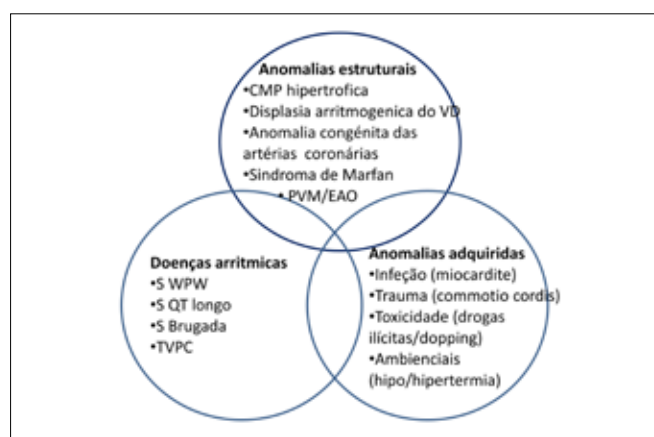 Anomalias estruturais
•CMP hipertrofica
•Displasia arritmogenica do VD
•Anomalia congénita das
artérias coronárias
•Sindroma de Marfan
•PVM/EAO
Doenças arritmicas
•S WPW
•S QT longo
•S Brugada
•TVPC
Anomalias adquiridas
•Infeção (miocardite)
•Trauma (commotio cordis)
•Toxicidade (drogas
ilícitas/dopping)
•Ambienciais
(hipo/hipertermia)